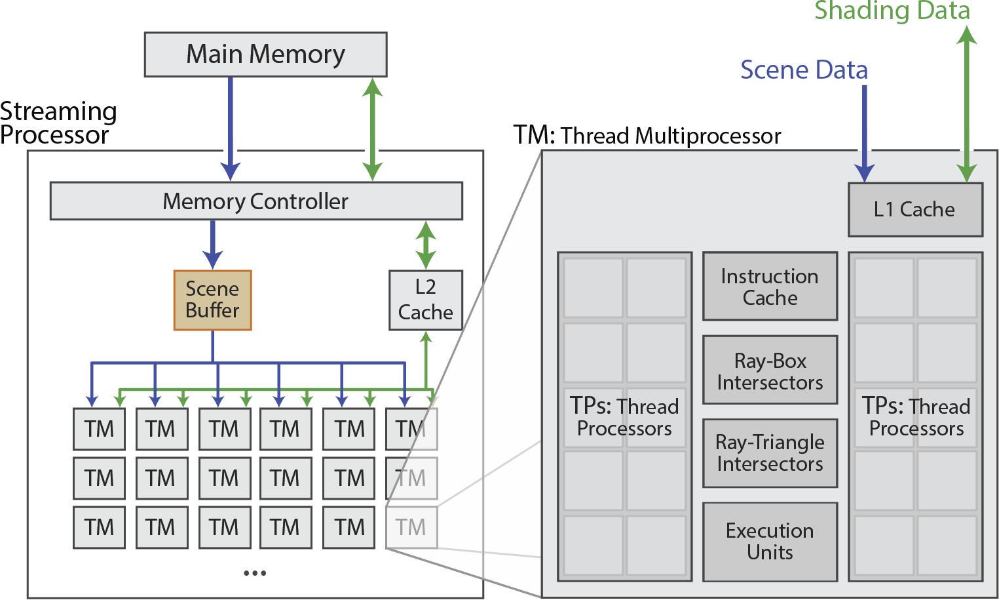 Shading Data
Main Memory
Scene Data
Streaming
Processor
TM: Thread Multiprocessor
Memory Controller
L1 Cache
Scene
Buffer
L2
Cache
TM TM TM TM TM TM
TM TM TM TM TM TM
TM TM TM TM TM TM
...
Instruction
Cache
Ray-Box
Intersectors
TPs: Thread
Processors
Ray-Triangle
Intersectors
Execution
Units
TPs: Thread
Processors